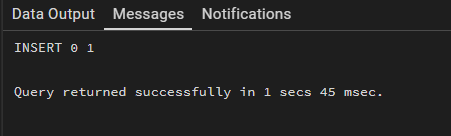 Data Output Messages Notifications
INSERT 0 1
Query returned successfully in 1 secs 45 msec.